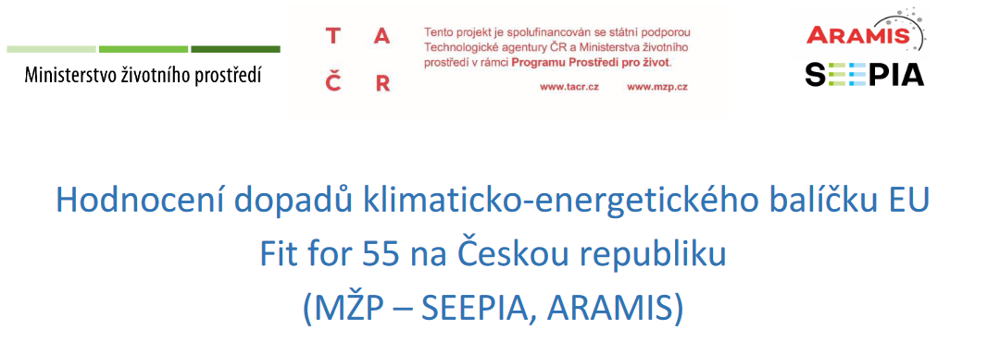 Ministerstvo životního prostředí
T A
Č R
Tento projekt je spolufinancován se státní podporou
Technologické agentury ČR a Ministerstva životního
prostředí v rámci Programu Prostředí pro život.
www.tacr.cz www.mzp.cz
ARAMIS
SEEPIA
Hodnocení dopadů klimaticko-energetického balíčku EU
Fit for 55 na Českou republiku
(MŽP – SEEPIA, ARAMIS)